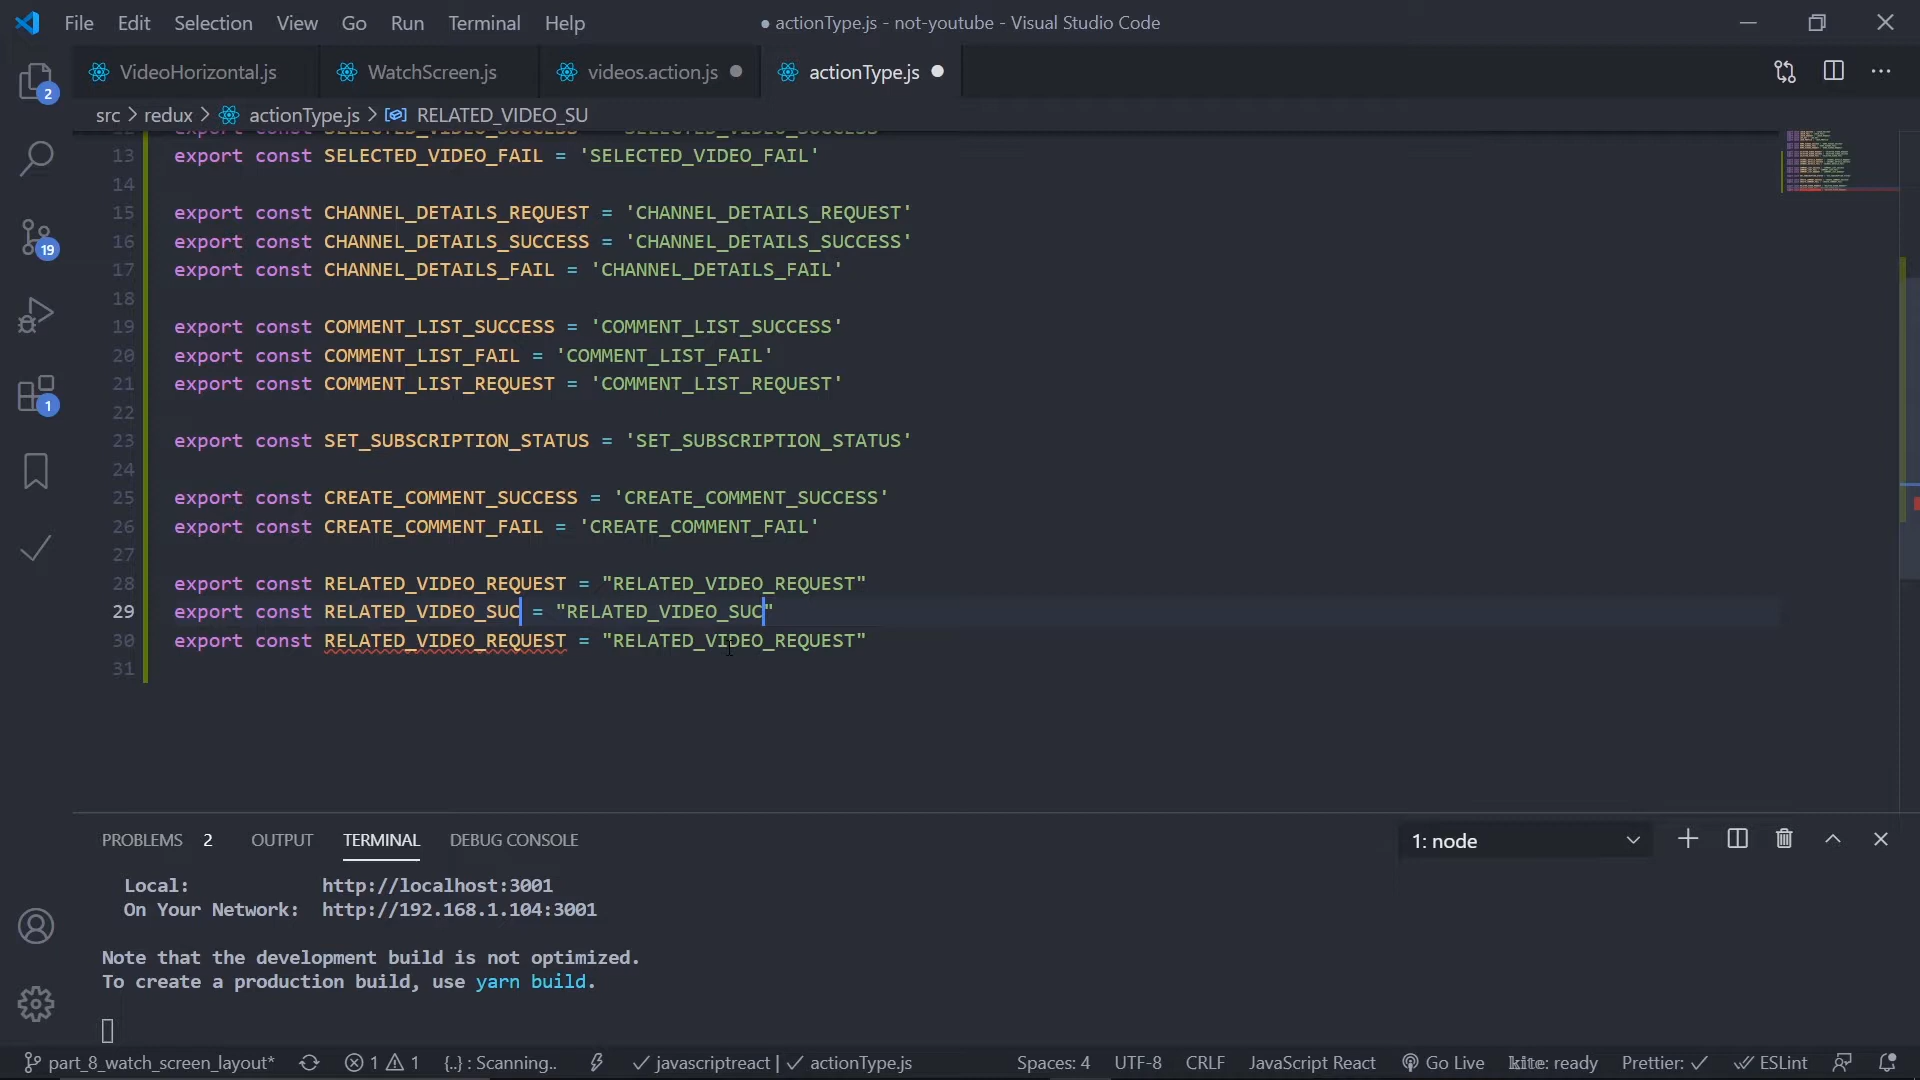 File Edit Selection View Go Run Terminal Help
● actionType.js - not-youtube - Visual Studio Code
VideoHorizontal.js WatchScreen.js videos.action.js actionType.js
src > redux > actionType.js > RELATED_VIDEO_SU
2
19
1
12 export const SELECTED_VIDEO_SUCCESS = 'SELECTED_VIDEO_SUCCESS'
13 export const SELECTED_VIDEO_FAIL = 'SELECTED_VIDEO_FAIL'
14
15 export const CHANNEL_DETAILS_REQUEST = 'CHANNEL_DETAILS_REQUEST'
16 export const CHANNEL_DETAILS_SUCCESS = 'CHANNEL_DETAILS_SUCCESS'
17 export const CHANNEL_DETAILS_FAIL = 'CHANNEL_DETAILS_FAIL'
18
19 export const COMMENT_LIST_SUCCESS = 'COMMENT_LIST_SUCCESS'
20 export const COMMENT_LIST_FAIL = 'COMMENT_LIST_FAIL'
21 export const COMMENT_LIST_REQUEST = 'COMMENT_LIST_REQUEST'
22
23 export const SET_SUBSCRIPTION_STATUS = 'SET_SUBSCRIPTION_STATUS'
24
25 export const CREATE_COMMENT_SUCCESS = 'CREATE_COMMENT_SUCCESS'
26 export const CREATE_COMMENT_FAIL = 'CREATE_COMMENT_FAIL'
27
28 export const RELATED_VIDEO_REQUEST = "RELATED_VIDEO_REQUEST"
29 export const RELATED_VIDEO_SUC = "RELATED_VIDEO_SUC"
30 export const RELATED_VIDEO_REQUEST = "RELATED_VIDEO_REQUEST"
31
PROBLEMS 2 OUTPUT TERMINAL DEBUG CONSOLE 1: node
Local: http://localhost:3001
On Your Network: http://192.168.1.104:3001
Note that the development build is not optimized.
To create a production build, use yarn build.
part_8_watch_screen_layout* 1 1 {..} : Scanning.. javascriptreact | actionType.js Spaces: 4 UTF-8 CRLF JavaScript React Go Live kite: ready Prettier: ✓ ESLint